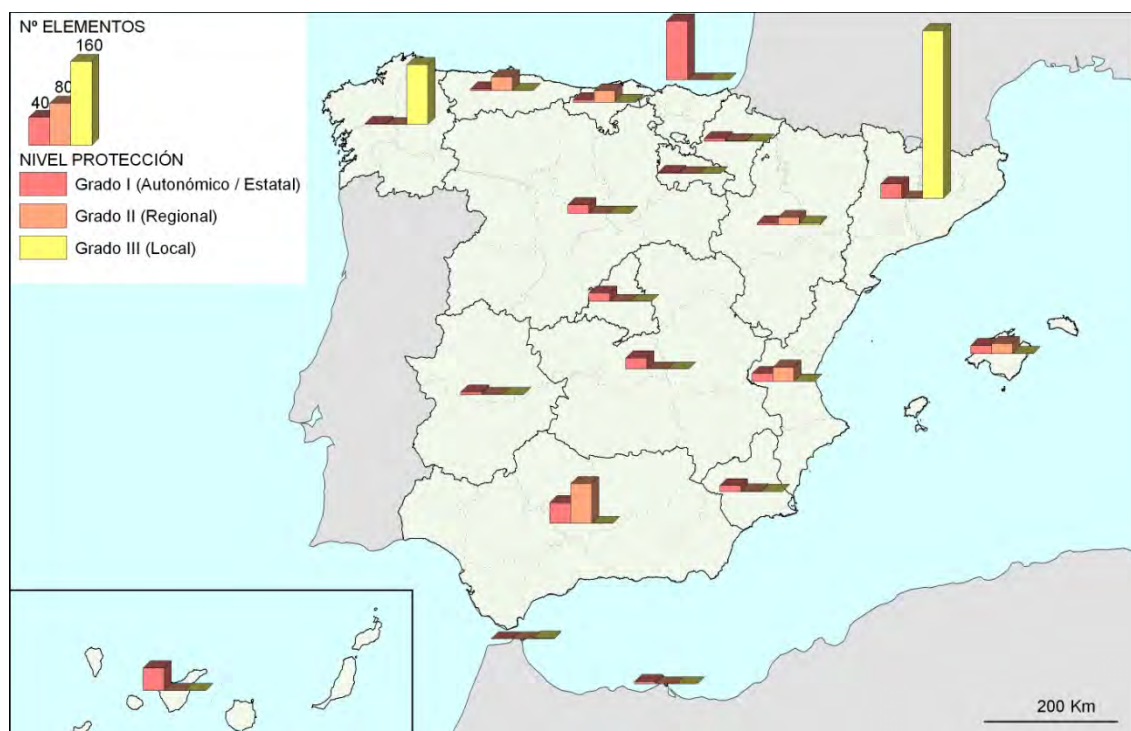 Nº ELEMENTOS
160
80
40
NIVEL PROTECCIÓN
Grado I (Autonómico / Estatal)
Grado II (Regional)
Grado III (Local)
200 Km